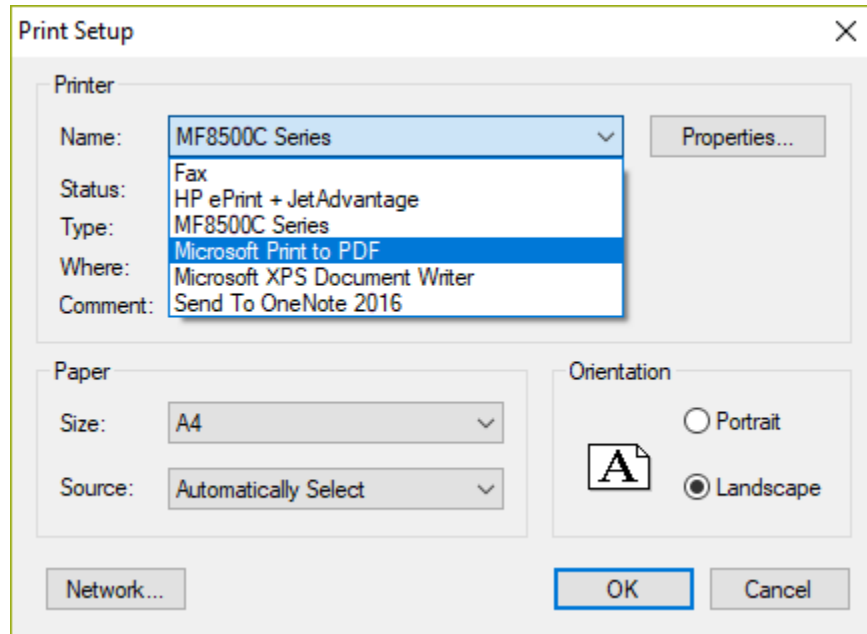 Print Setup
Printer
Name:
MF8500C Series
Properties...
Fax
Status:
HP ePrint + JetAdvantage
Type:
MF8500C Series
Microsoft Print to PDF
Where:
Microsoft XPS Document Writer
Comment:
Send To OneNote 2016
Paper
Size:
A4
Source:
Automatically Select
Orientation
A
Portrait
Landscape
Network...
OK
Cancel